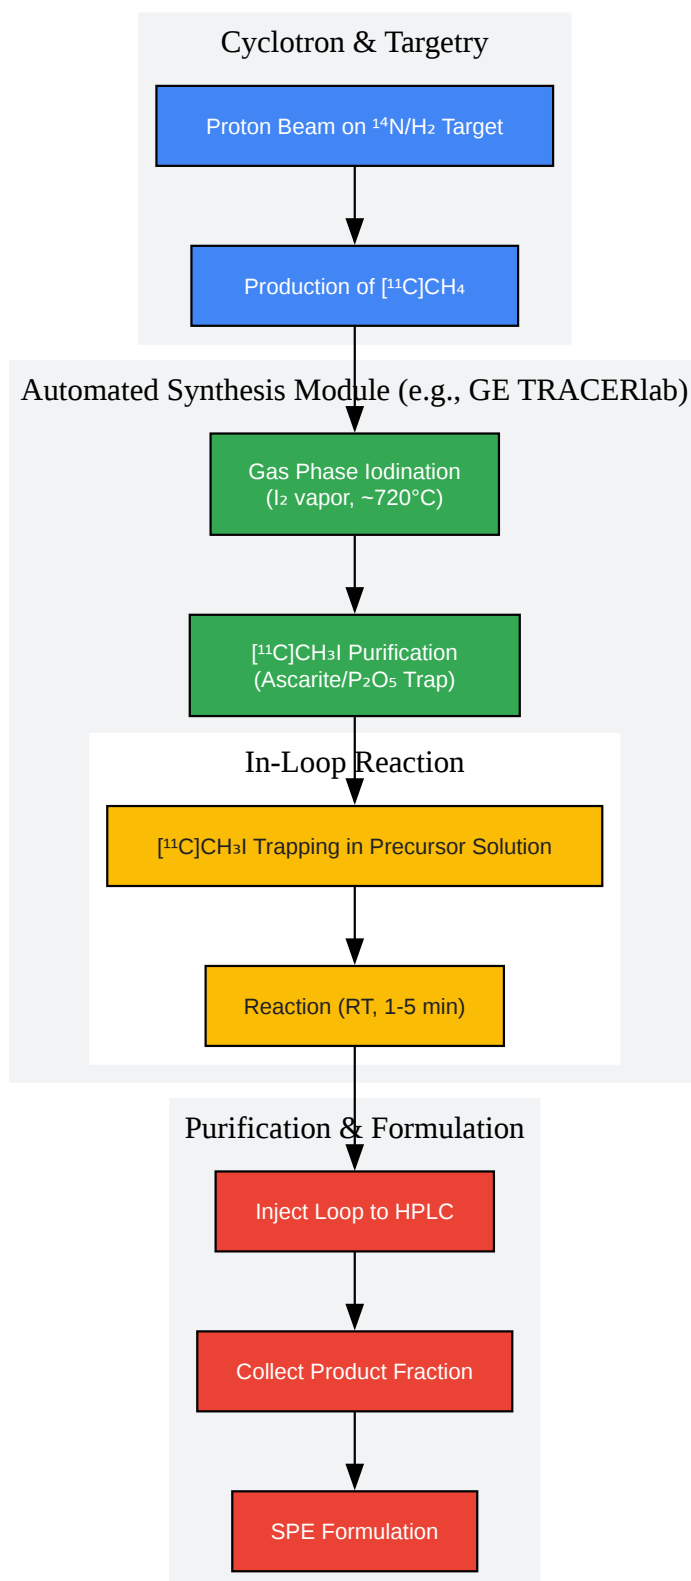 Cyclotron & Targetry
Proton Beam on ¹⁴N/H₂ Target
Production of [¹¹C]CH₄
Automated Synthesis Module (e.g., GE TRACERlab)
Gas Phase Iodination
(I₂ vapor, ~720°C)
[¹¹C]CH₃I Purification
(Ascarite/P₂O₅ Trap)
In-Loop Reaction
[¹¹C]CH₃I Trapping in Precursor Solution
Reaction (RT, 1-5 min)
Purification & Formulation
Inject Loop to HPLC
Collect Product Fraction
SPE Formulation